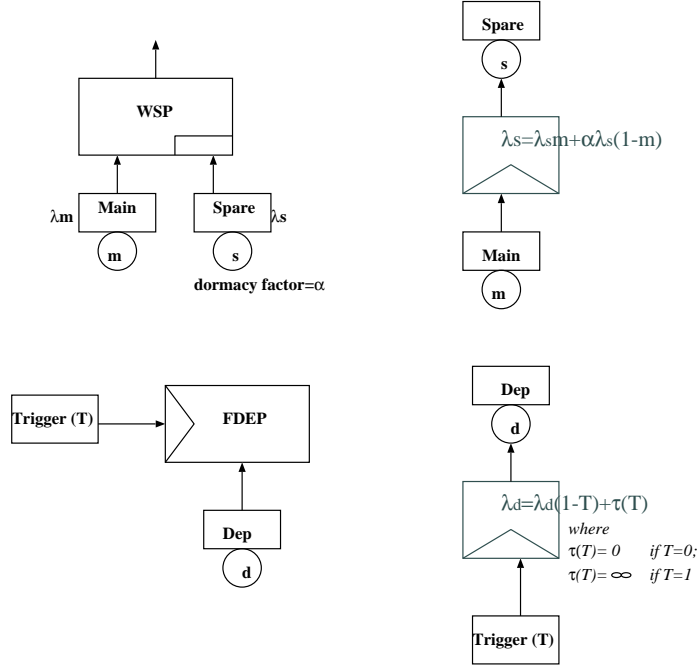 WSP
Main
λm
m
Spare
λs
s
dormacy factor=α
Spare
s
λs=λsm+αλs(1-m)
Main
m
Trigger (T)
FDEP
Dep
d
Dep
d
λd=λd(1-T)+τ(T)
where
τ(T)= 0 if T=0;
τ(T)= ∞ if T=1
Trigger (T)